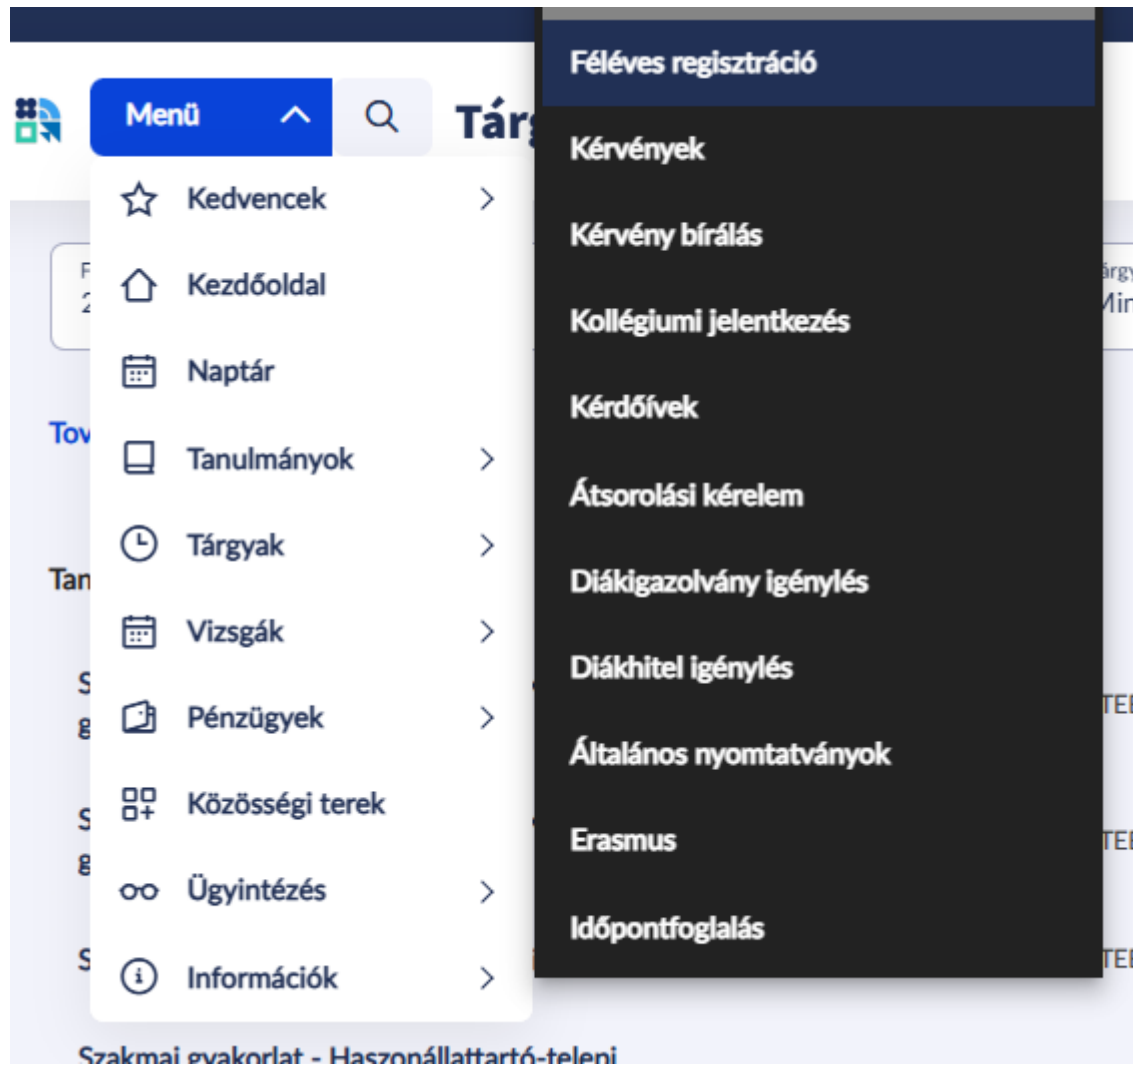 Menü
Kedvencek
Kezdőoldal
Naptár
Tanulmányok
Tárgyak
Vizsgák
Pénzügyek
Közösségi terek
Ügyintézés
Információk
Féléves regisztráció
Kérvények
Kérvény bírálás
Kollégiumi jelentkezés
Kérdőívek
Átsorolási kérelem
Diákigazolvány igénylés
Diákhitel igénylés
Általános nyomtatványok
Erasmus
Időpontfoglalás
Szakmai gyakorlat - Haszonállattartó-telepi